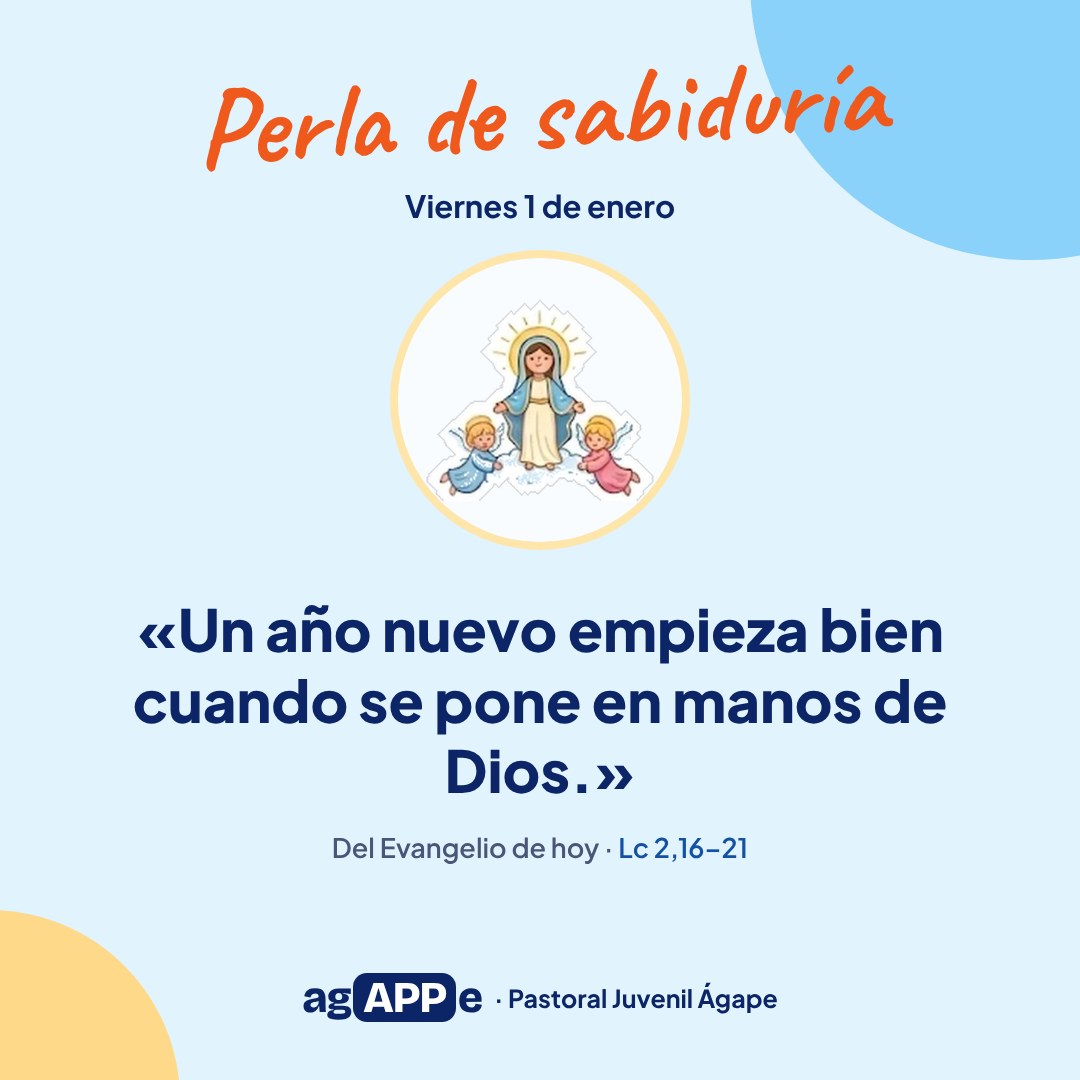 Perla de sabiduría
Viernes 1 de enero
«Un año nuevo empieza bien
cuando se pone en manos de
Dios.»
Del Evangelio de hoy · Lc 2,16–21
agAPPe · Pastoral Juvenil Ágape